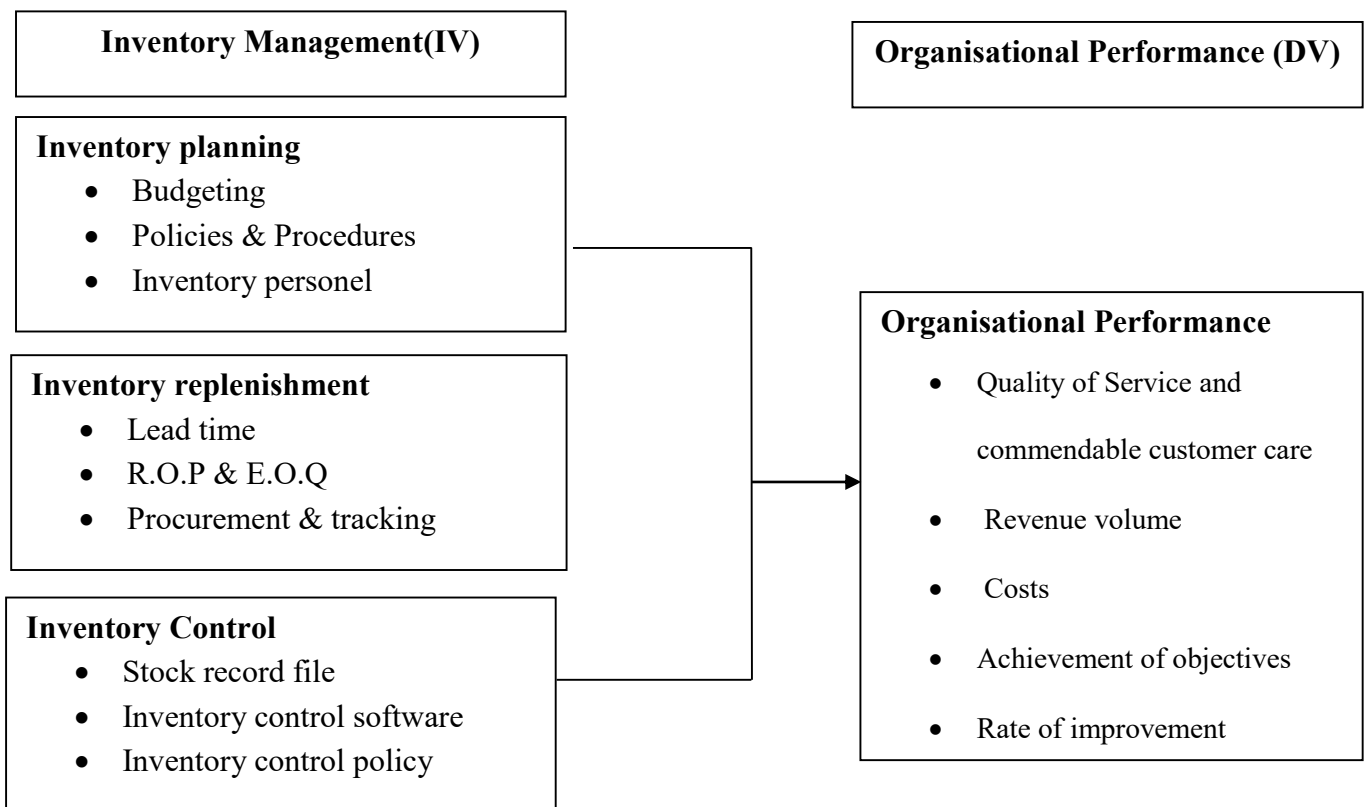 Inventory Management(IV)
Organisational Performance (DV)
Inventory planning
• Budgeting
• Policies & Procedures
• Inventory personel
Inventory replenishment
• Lead time
• R.O.P & E.O.Q
• Procurement & tracking
Inventory Control
• Stock record file
• Inventory control software
• Inventory control policy
Organisational Performance
• Quality of Service and
commendable customer care
• Revenue volume
• Costs
• Achievement of objectives
• Rate of improvement